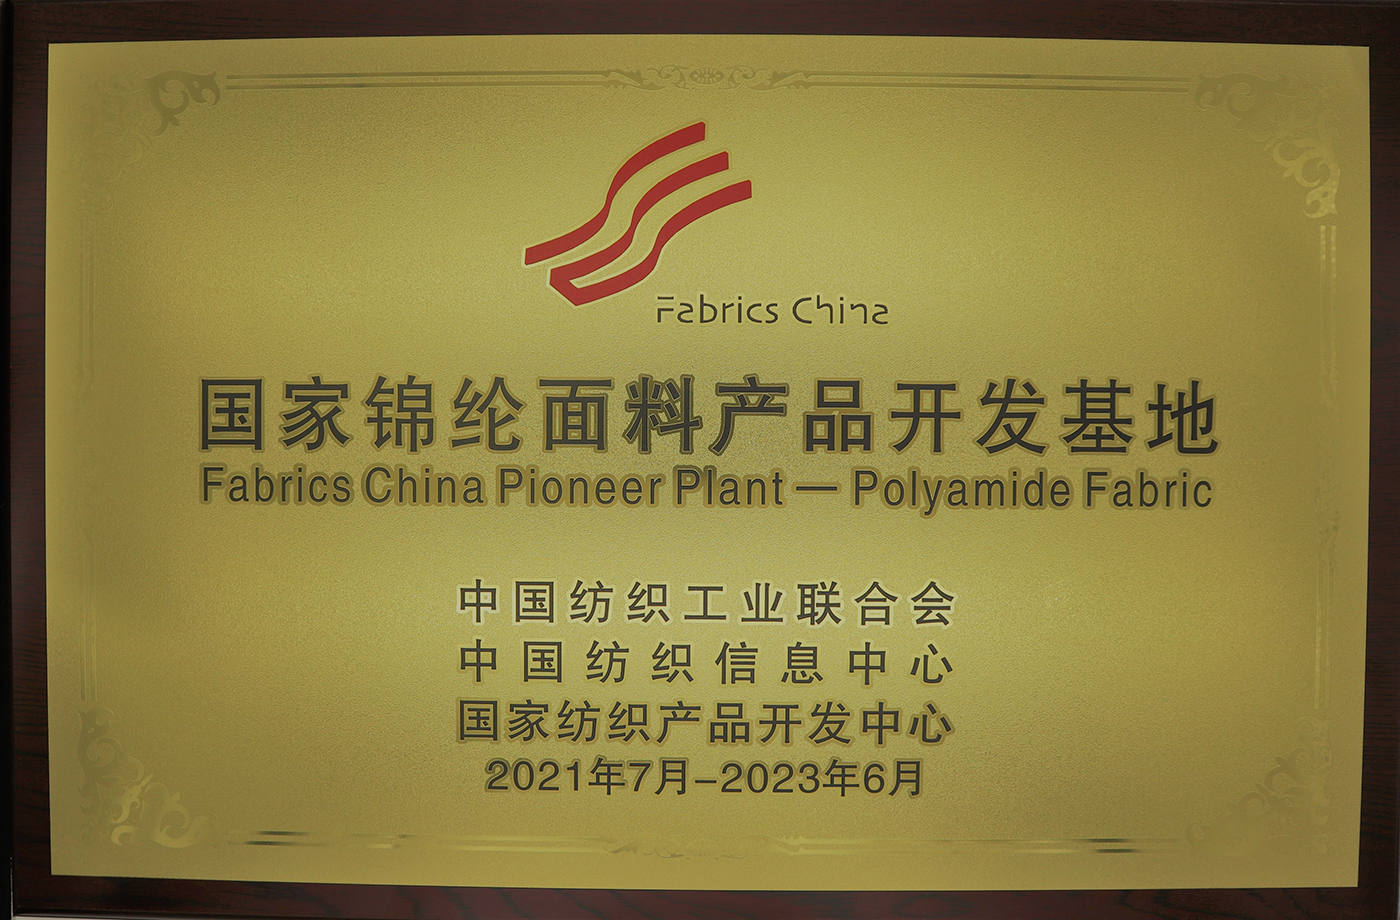 Fabrics China
国家锦纶面料产品开发基地
Fabrics China Pioneer Plant — Polyamide Fabric
中国纺织工业联合会
中国纺织信息中心
国家纺织产品开发中心
2021年7月-2023年6月